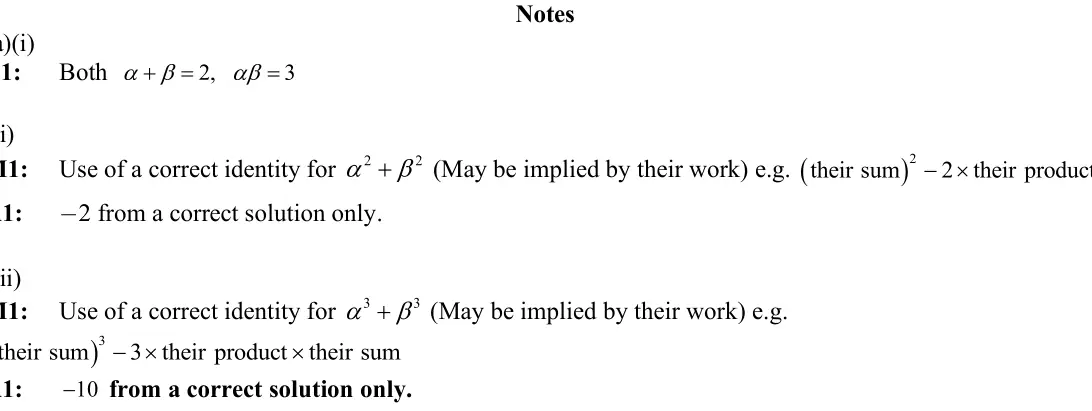 Notes
)(i)
1: Both α + β = 2, αβ = 3
i)
M1: Use of a correct identity for α² + β² (May be implied by their work) e.g. (their sum)² − 2 × their product
1: −2 from a correct solution only.
ii)
M1: Use of a correct identity for α³ + β³ (May be implied by their work) e.g.
their sum)³ − 3 × their product × their sum
1: −10 from a correct solution only.